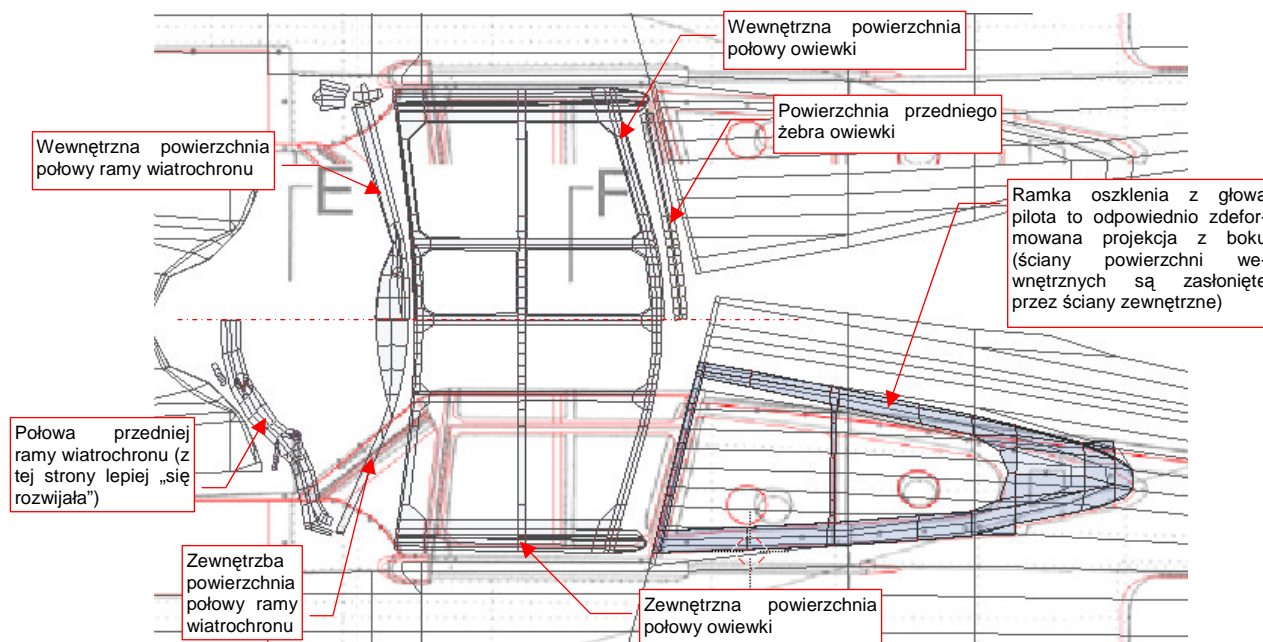 Wewnętrzna powierzchnia
połowy owiewki
Powierzchnia przedniego
żebra owiewki
Wewnętrzna powierzchnia
połowy ramy wiatrochronu
E
F
Ramka oszklenia z głową
pilota to odpowiednio zdefor-
mowana projekcja z boku
(ściany powierzchni we-
wnętrznych są zasłonięte
przez ściany zewnętrzne)
Połowa przedniej
ramy wiatrochronu (z
tej strony lepiej „się
rozwijała”)
Zewnętrzba
powierzchnia
połowy ramy
wiatrochronu
Zewnętrzna powierzchnia
połowy owiewki